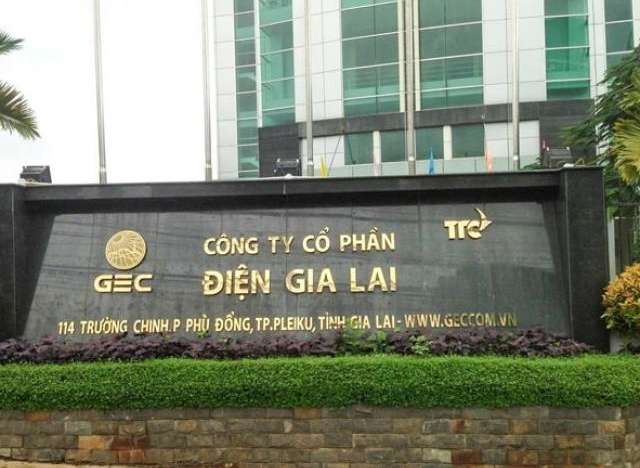 GEC
CÔNG TY CỔ PHẦN
TTC
ĐIỆN GIA LAI
114 TRƯỜNG CHINH.P PHÙ ĐỔNG,TP.PLEIKU,TỈNH GIA LAI-WWW.GECCOM.VN